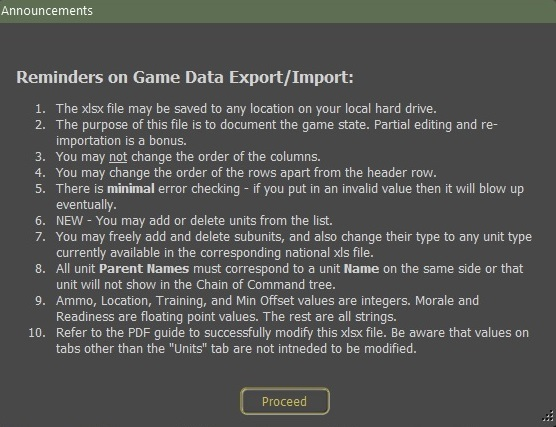 Announcements
Reminders on Game Data Export/Import:
1. The xlsx file may be saved to any location on your local hard drive.
2. The purpose of this file is to document the game state. Partial editing and re-
importation is a bonus.
3. You may not change the order of the columns.
4. You may change the order of the rows apart from the header row.
5. There is minimal error checking - if you put in an invalid value then it will blow up
eventually.
6. NEW - You may add or delete units from the list.
7. You may freely add and delete subunits, and also change their type to any unit type
currently available in the corresponding national xls file.
8. All unit Parent Names must correspond to a unit Name on the same side or that
unit will not show in the Chain of Command tree.
9. Ammo, Location, Training, and Min Offset values are integers. Morale and
Readiness are floating point values. The rest are all strings.
10. Refer to the PDF guide to successfully modify this xlsx file. Be aware that values on
tabs other than the "Units" tab are not intneded to be modified.
Proceed